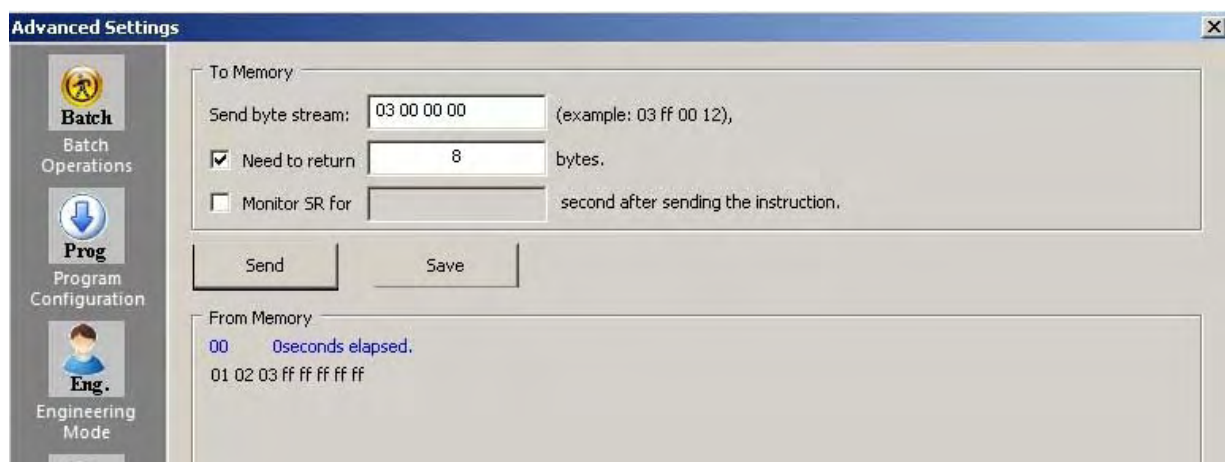 Advanced Settings
Batch
Batch
Operations
Prog
Program
Configuration
Eng.
Engineering
Mode
To Memory
Send byte stream: 03 00 00 00 (example: 03 ff 00 12),
Need to return 8 bytes.
Monitor SR for second after sending the instruction.
Send Save
From Memory
00 0seconds elapsed.
01 02 03 ff ff ff ff ff